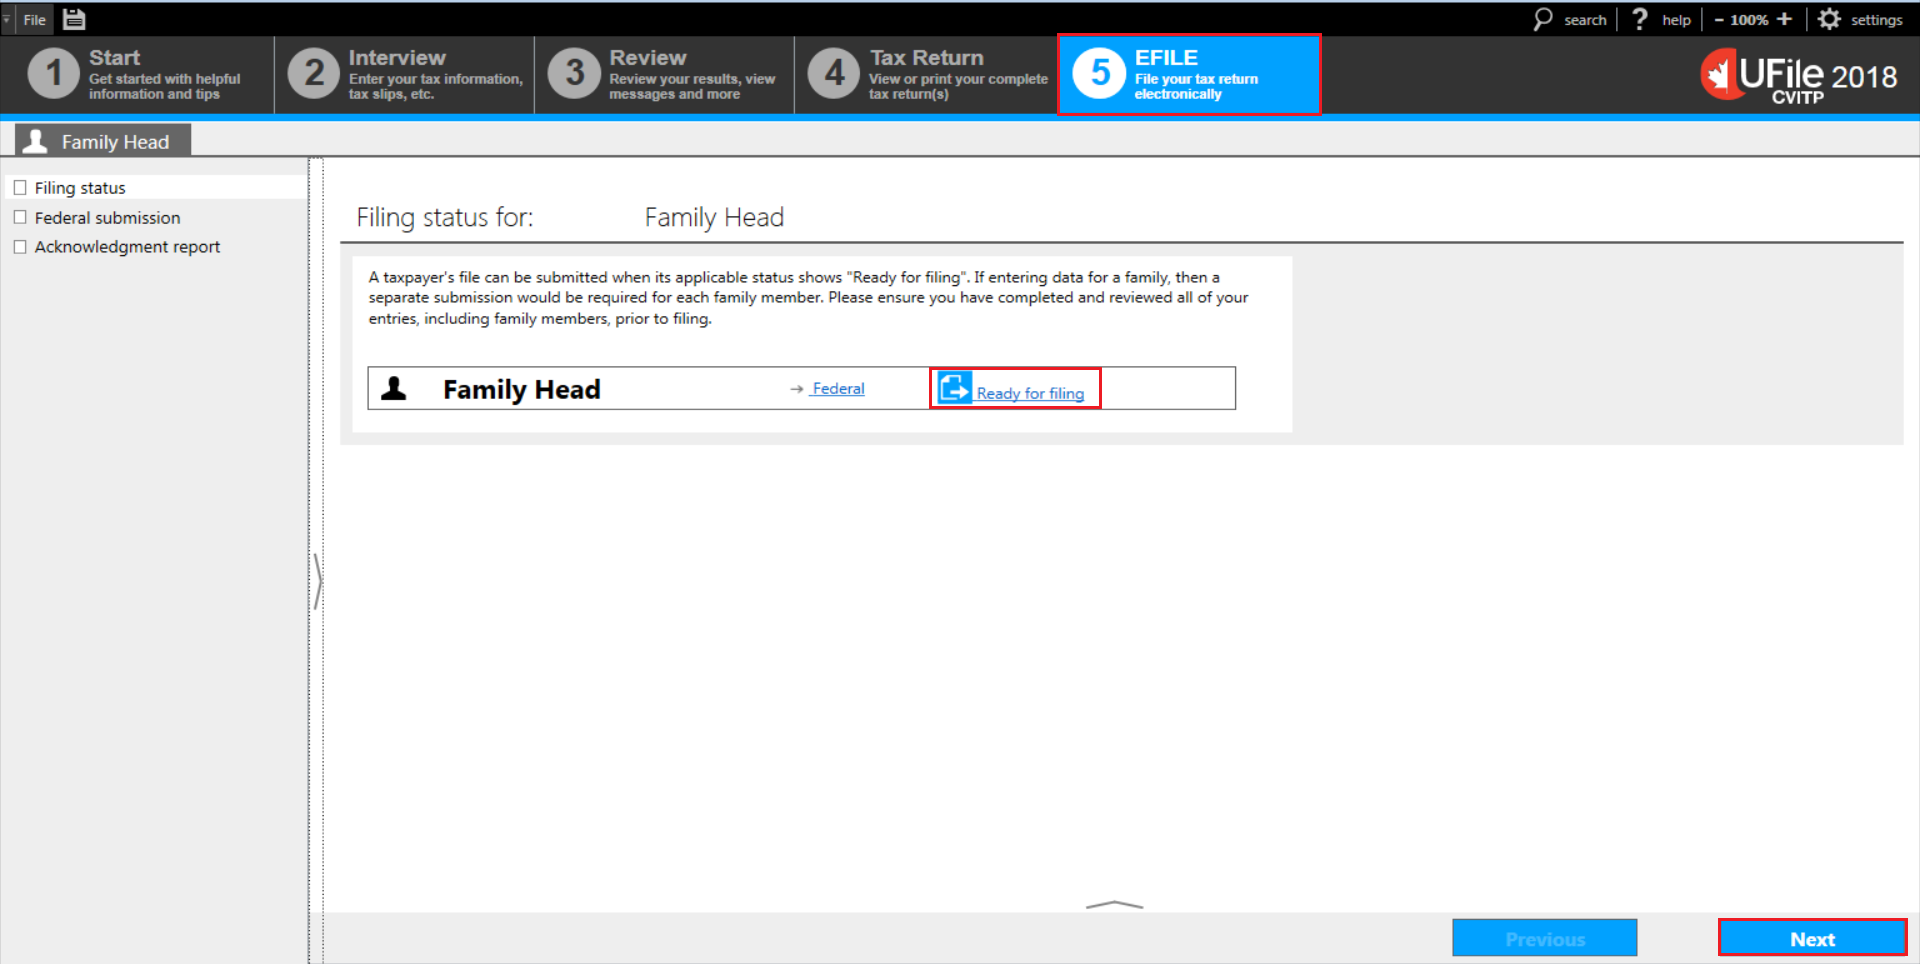 File
search
help
- 100% +
settings
1
Start
Get started with helpful
information and tips
2
Interview
Enter your tax information,
tax slips, etc.
3
Review
Review your results, view
messages and more
4
Tax Return
View or print your complete
tax return(s)
5
EFILE
File your tax return
electronically
UFile 2018
CVITP
Family Head
Filing status
Federal submission
Acknowledgment report
Filing status for: Family Head
A taxpayer's file can be submitted when its applicable status shows "Ready for filing". If entering data for a family, then a
separate submission would be required for each family member. Please ensure you have completed and reviewed all of your
entries, including family members, prior to filing.
Family Head → Federal Ready for filing
Previous
Next